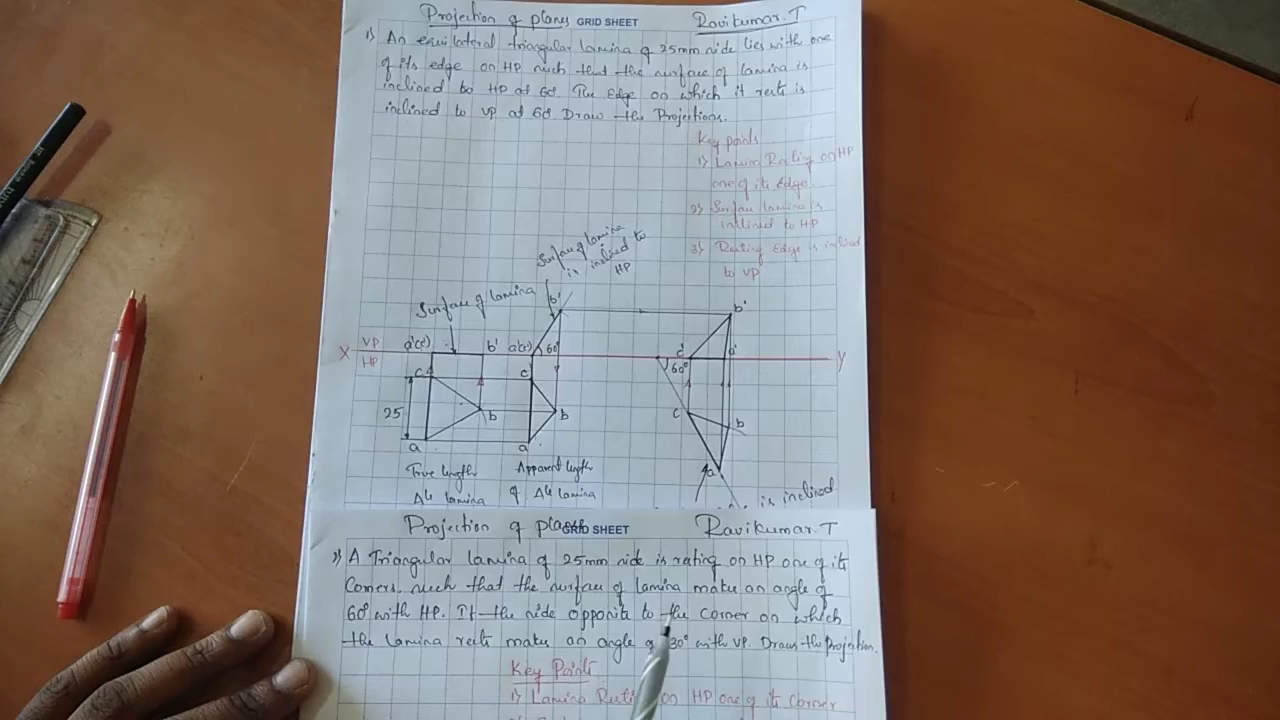 Projection of planes GRID SHEET Ravikumar.T
1) An equilateral triangular lamina of 25mm side lies with one
of its edge on HP such that the surface of lamina is
inclined to HP at 60°. The Edge on which it rests is
inclined to VP at 60°. Draw the Projections.
Key points
1) Lamina Resting on HP
one of its Edge.
2) Surface lamina is
inclined to HP
3) Resting Edge is inclined
to VP
Surface of lamina
is inclined to
HP
Surface of lamina
b' b'
X VP a'(c') b' a'(c') 60° c' a' Y
HP 60°
c c
25 b b c b
a a a
True length Apparent length
Δle lamina of Δle lamina is inclined
Projection of planes GRID SHEET Ravikumar.T
2) A Triangular lamina of 25mm side is rating on HP one of its
Corners. such that the surface of lamina makes an angle of
60° with HP. If the side opposite to the corner on which
the lamina rests makes an angle of 30° with VP. Draw the projection.
Key Points
1) Lamina Resti on HP one of its Corner